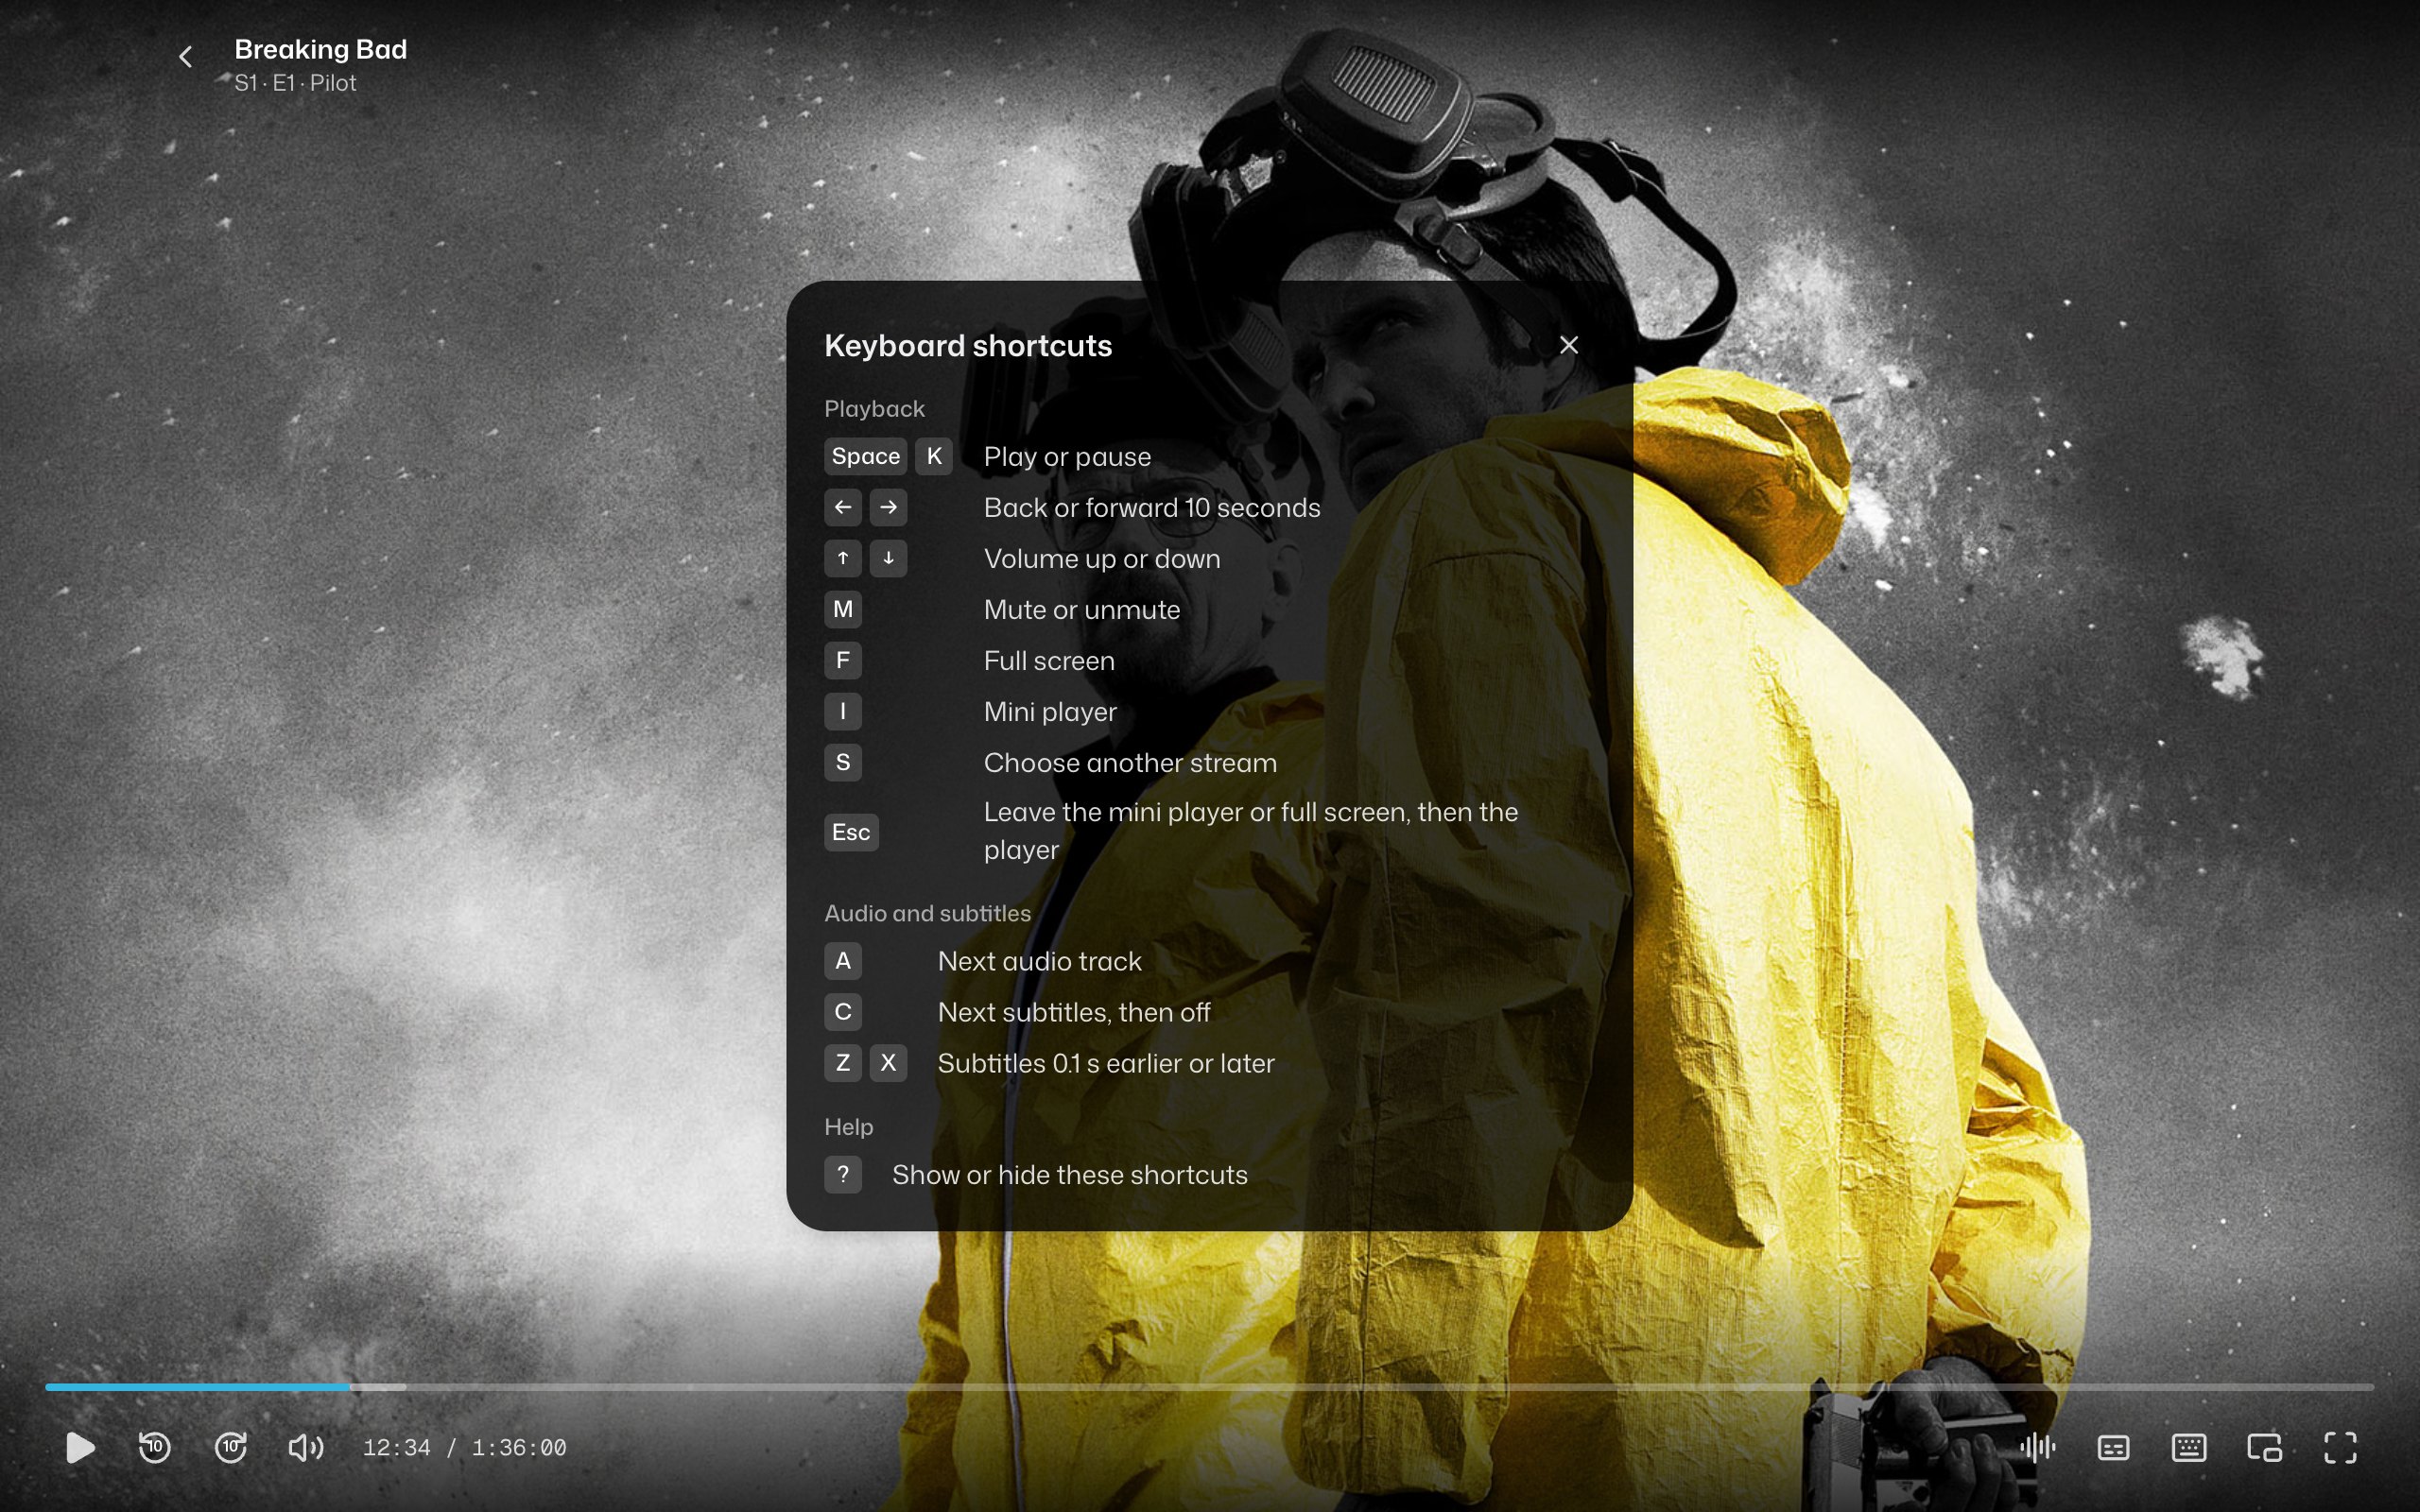 Breaking Bad
S1 · E1 · Pilot
Keyboard shortcuts
Playback
Space K Play or pause
← → Back or forward 10 seconds
↑ ↓ Volume up or down
M Mute or unmute
F Full screen
I Mini player
S Choose another stream
Esc Leave the mini player or full screen, then the
player
Audio and subtitles
A Next audio track
C Next subtitles, then off
Z X Subtitles 0.1 s earlier or later
Help
? Show or hide these shortcuts
10 10 12:34 / 1:36:00